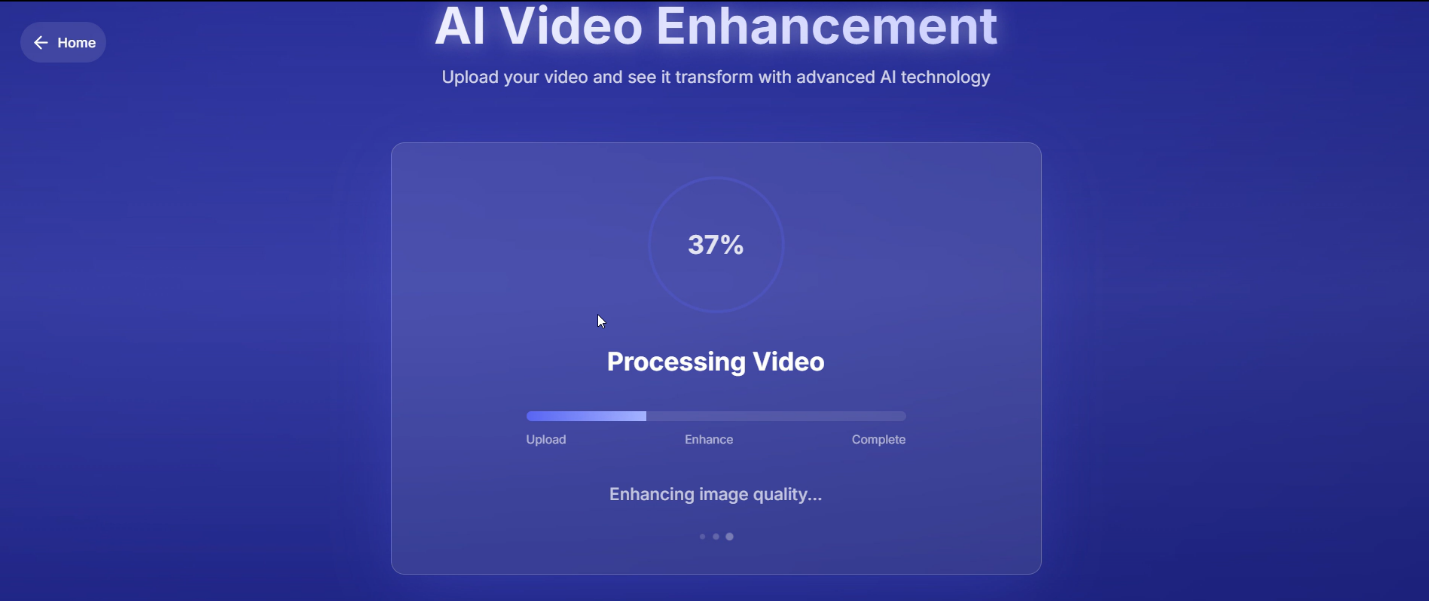 Home
AI Video Enhancement
Upload your video and see it transform with advanced AI technology
37%
Processing Video
Upload Enhance Complete
Enhancing image quality...